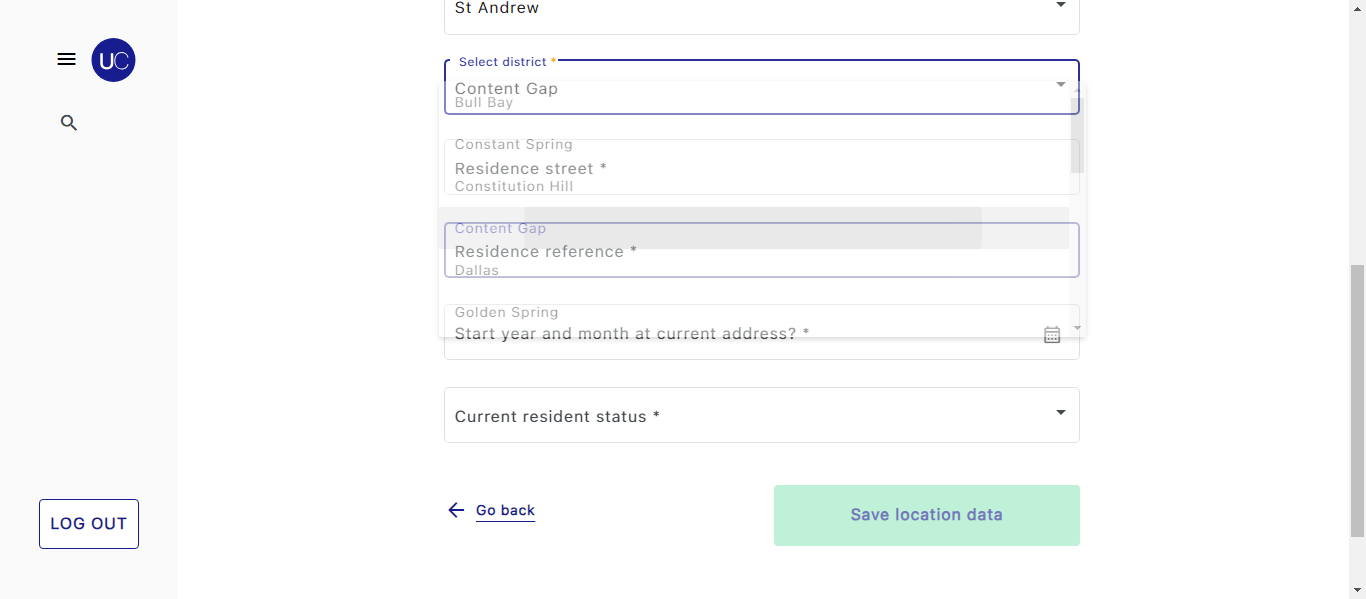 St Andrew
UC
Select district *
Content Gap
Bull Bay
Constant Spring
Residence street *
Constitution Hill
Content Gap
Residence reference *
Dallas
Golden Spring
Start year and month at current address? *
Current resident status *
Go back
Save location data
LOG OUT